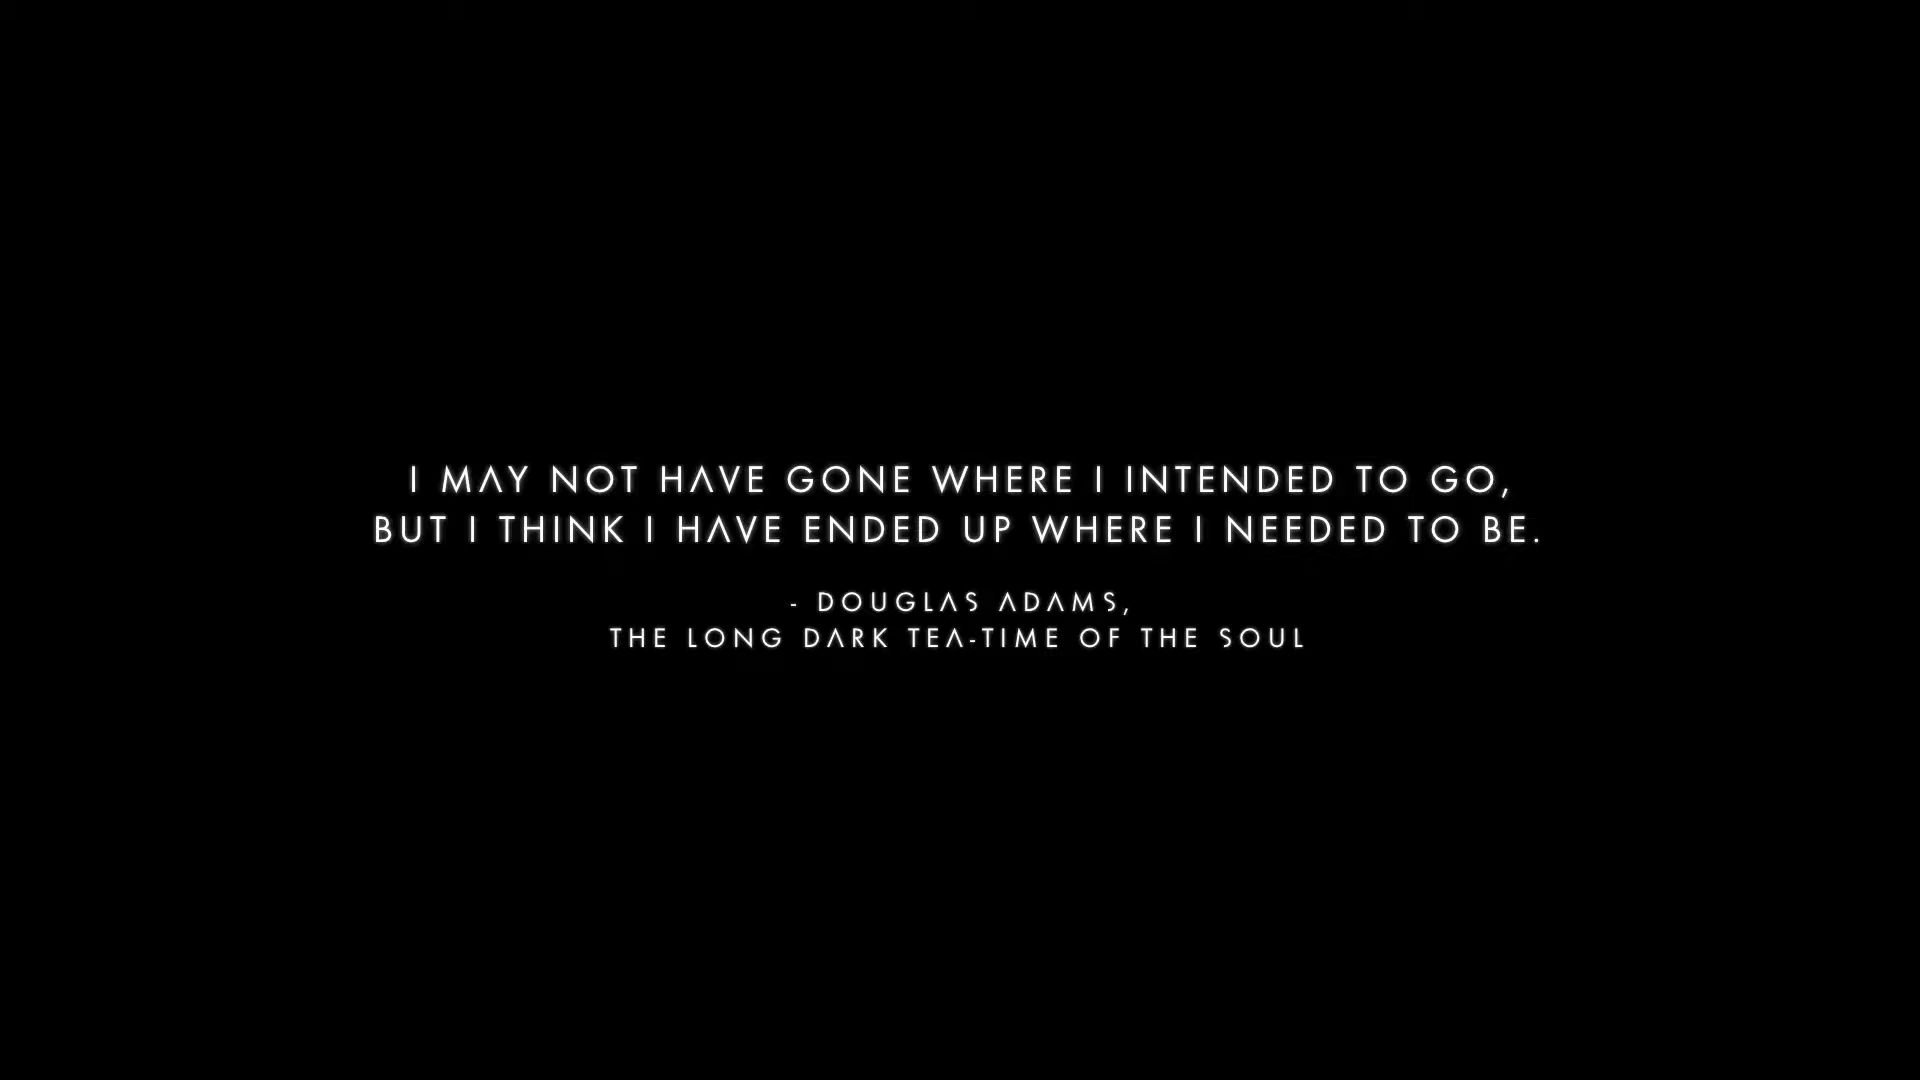 I MAY NOT HAVE GONE WHERE I INTENDED TO GO,
BUT I THINK I HAVE ENDED UP WHERE I NEEDED TO BE.
- DOUGLAS ADAMS,
THE LONG DARK TEA-TIME OF THE SOUL